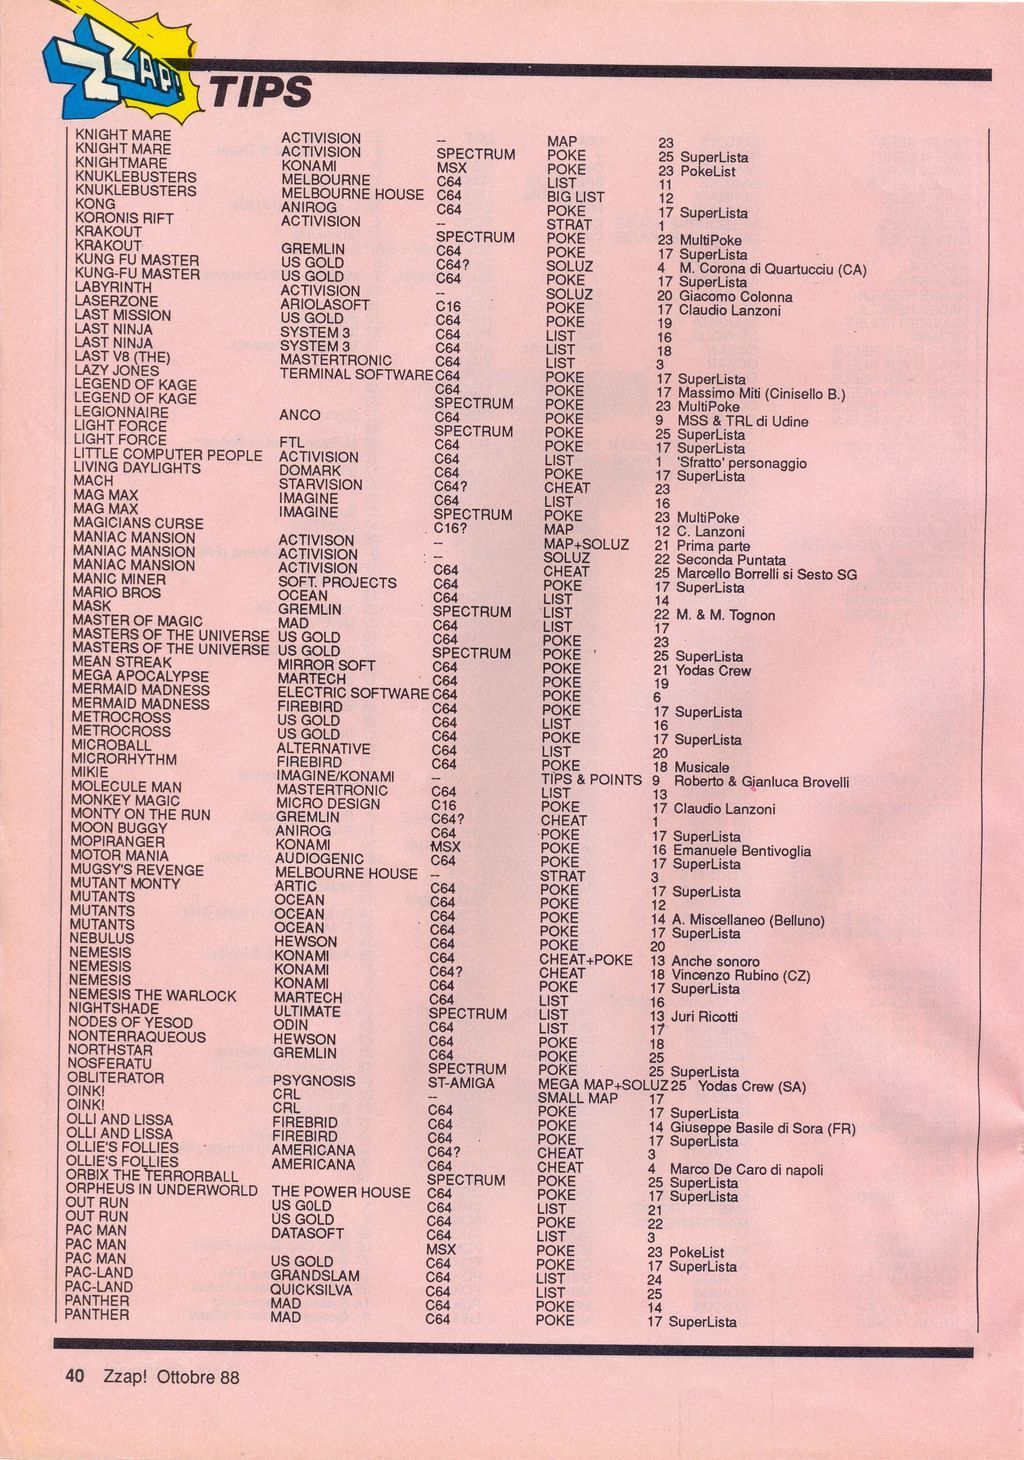 ZZAP! TIPS
KNIGHT MARE ACTIVISION -- MAP 23
KNIGHT MARE ACTIVISION SPECTRUM POKE 25 SuperLista
KNIGHTMARE KONAMI MSX POKE 23 PokeList
KNUKLEBUSTERS MELBOURNE C64 LIST 11
KNUKLEBUSTERS MELBOURNE HOUSE C64 BIG LIST 12
KONG ANIROG C64 POKE 17 SuperLista
KORONIS RIFT ACTIVISION -- STRAT 1
KRAKOUT SPECTRUM POKE 23 MultiPoke
KRAKOUT GREMLIN C64 POKE 17 SuperLista
KUNG FU MASTER US GOLD C64? SOLUZ 4 M. Corona di Quartucciu (CA)
KUNG-FU MASTER US GOLD C64 POKE 17 SuperLista
LABYRINTH ACTIVISION -- SOLUZ 20 Giacomo Colonna
LASERZONE ARIOLASOFT C16 POKE 17 Claudio Lanzoni
LAST MISSION US GOLD C64 POKE 19
LAST NINJA SYSTEM 3 C64 LIST 16
LAST NINJA SYSTEM 3 C64 LIST 18
LAST V8 (THE) MASTERTRONIC C64 LIST 3
LAZY JONES TERMINAL SOFTWARE C64 POKE 17 SuperLista
LEGEND OF KAGE C64 POKE 17 Massimo Miti (Cinisello B.)
LEGEND OF KAGE SPECTRUM POKE 23 MultiPoke
LEGIONNAIRE ANCO C64 POKE 9 MSS & TRL di Udine
LIGHT FORCE SPECTRUM POKE 25 SuperLista
LIGHT FORCE FTL C64 POKE 17 SuperLista
LITTLE COMPUTER PEOPLE ACTIVISION C64 LIST 1 'Sfratto' personaggio
LIVING DAYLIGHTS DOMARK C64 POKE 17 SuperLista
MACH STARVISION C64? CHEAT 23
MAG MAX IMAGINE C64 LIST 16
MAG MAX IMAGINE SPECTRUM POKE 23 MultiPoke
MAGICIANS CURSE C16? MAP 12 C. Lanzoni
MANIAC MANSION ACTIVISON -- MAP+SOLUZ 21 Prima parte
MANIAC MANSION ACTIVISION -- SOLUZ 22 Seconda Puntata
MANIAC MANSION ACTIVISION C64 CHEAT 25 Marcello Borrelli si Sesto SG
MANIC MINER SOFT. PROJECTS C64 POKE 17 SuperLista
MARIO BROS OCEAN C64 LIST 14
MASK GREMLIN SPECTRUM LIST 22 M. & M. Tognon
MASTER OF MAGIC MAD C64 LIST 17
MASTERS OF THE UNIVERSE US GOLD C64 POKE 23
MASTERS OF THE UNIVERSE US GOLD SPECTRUM POKE 25 SuperLista
MEAN STREAK MIRROR SOFT C64 POKE 21 Yodas Crew
MEGA APOCALYPSE MARTECH C64 POKE 19
MERMAID MADNESS ELECTRIC SOFTWARE C64 POKE 6
MERMAID MADNESS FIREBIRD C64 POKE 17 SuperLista
METROCROSS US GOLD C64 LIST 16
METROCROSS US GOLD C64 POKE 17 SuperLista
MICROBALL ALTERNATIVE C64 LIST 20
MICRORHYTHM FIREBIRD C64 POKE 18 Musicale
MIKIE IMAGINE/KONAMI -- TIPS & POINTS 9 Roberto & Gianluca Brovelli
MOLECULE MAN MASTERTRONIC C64 LIST 13
MONKEY MAGIC MICRO DESIGN C16 POKE 17 Claudio Lanzoni
MONTY ON THE RUN GREMLIN C64? CHEAT 1
MOON BUGGY ANIROG C64 POKE 17 SuperLista
MOPIRANGER KONAMI MSX POKE 16 Emanuele Bentivoglia
MOTOR MANIA AUDIOGENIC C64 POKE 17 SuperLista
MUGSY'S REVENGE MELBOURNE HOUSE -- STRAT 3
MUTANT MONTY ARTIC C64 POKE 17 SuperLista
MUTANTS OCEAN C64 POKE 12
MUTANTS OCEAN C64 POKE 14 A. Miscellaneo (Belluno)
MUTANTS OCEAN C64 POKE 17 SuperLista
NEBULUS HEWSON C64 POKE 20
NEMESIS KONAMI C64 CHEAT+POKE 13 Anche sonoro
NEMESIS KONAMI C64? CHEAT 18 Vincenzo Rubino (CZ)
NEMESIS KONAMI C64 POKE 17 SuperLista
NEMESIS THE WARLOCK MARTECH C64 LIST 16
NIGHTSHADE ULTIMATE SPECTRUM LIST 13 Juri Ricotti
NODES OF YESOD ODIN C64 LIST 17
NONTERRAQUEOUS HEWSON C64 POKE 18
NORTHSTAR GREMLIN C64 POKE 25
NOSFERATU SPECTRUM POKE 25 SuperLista
OBLITERATOR PSYGNOSIS ST-AMIGA MEGA MAP+SOLUZ 25 Yodas Crew (SA)
OINK! CRL -- SMALL MAP 17
OINK! CRL C64 POKE 17 SuperLista
OLLI AND LISSA FIREBRID C64 POKE 14 Giuseppe Basile di Sora (FR)
OLLI AND LISSA FIREBIRD C64 POKE 17 SuperLista
OLLIE'S FOLLIES AMERICANA C64? CHEAT 3
OLLIE'S FOLLIES AMERICANA C64 CHEAT 4 Marco De Caro di napoli
ORBIX THE TERRORBALL SPECTRUM POKE 25 SuperLista
ORPHEUS IN UNDERWORLD THE POWER HOUSE C64 POKE 17 SuperLista
OUT RUN US GOLD C64 LIST 21
OUT RUN US GOLD C64 POKE 22
PAC MAN DATASOFT C64 LIST 3
PAC MAN MSX POKE 23 PokeList
PAC MAN US GOLD C64 POKE 17 SuperLista
PAC-LAND GRANDSLAM C64 LIST 24
PAC-LAND QUICKSILVA C64 LIST 25
PANTHER MAD C64 POKE 14
PANTHER MAD C64 POKE 17 SuperLista
40 Zzap! Ottobre 88